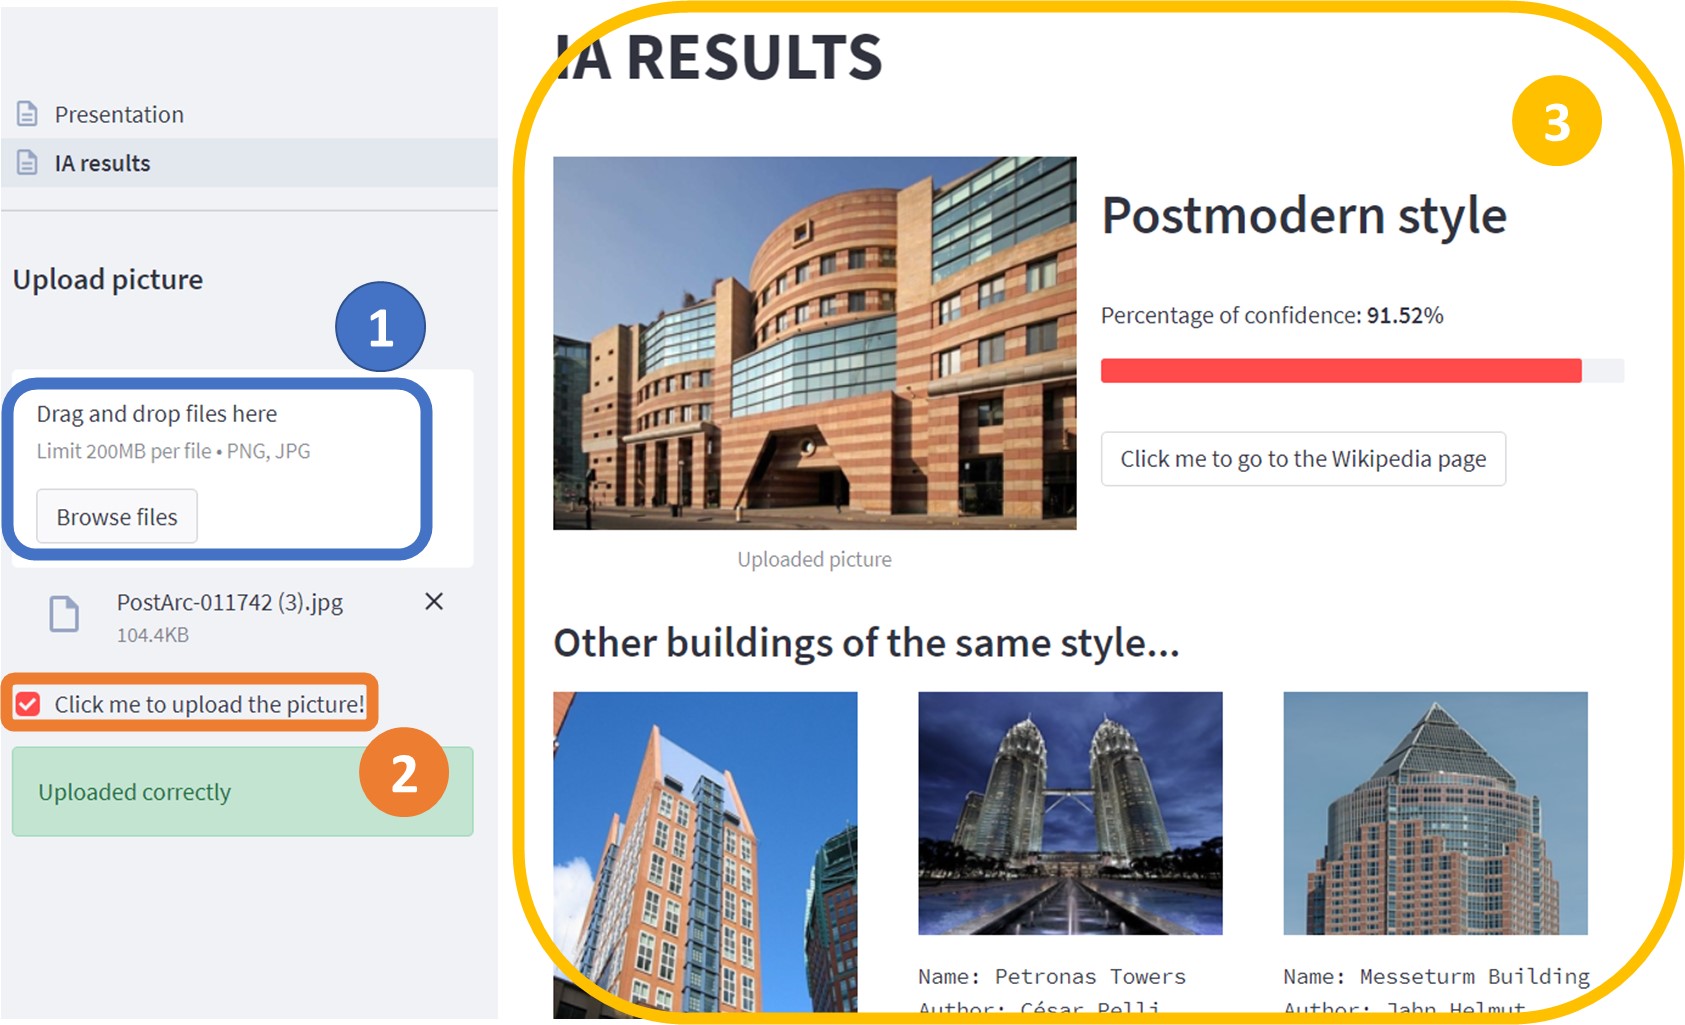 Presentation
IA results
Upload picture
1
Drag and drop files here
Limit 200MB per file • PNG, JPG
Browse files
PostArc-011742 (3).jpg
104.4KB
Click me to upload the picture!
2
Uploaded correctly
IA RESULTS
3
Postmodern style
Percentage of confidence: 91.52%
Click me to go to the Wikipedia page
Uploaded picture
Other buildings of the same style...
Name: Petronas Towers
Author: César Pelli
Name: Messeturm Building
Author: Jahn Helmut